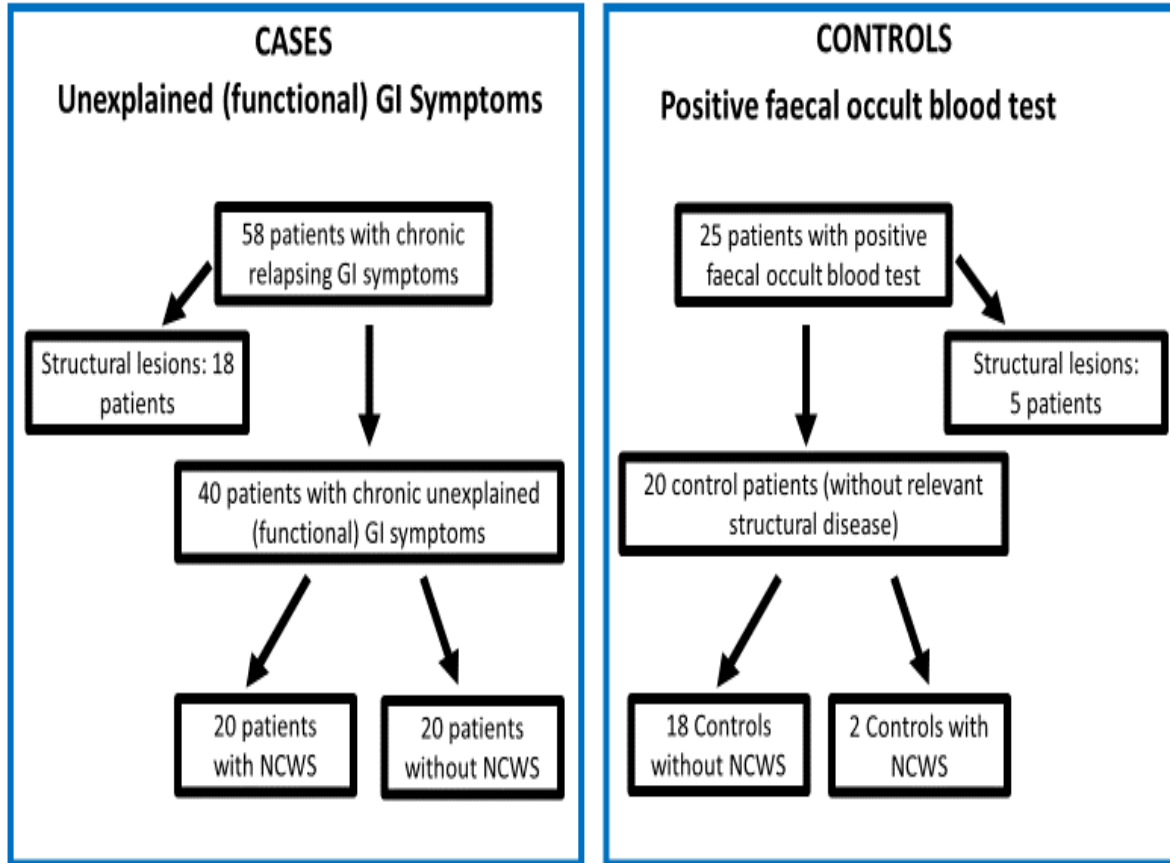 CASES
Unexplained (functional) GI Symptoms
58 patients with chronic
relapsing GI symptoms
Structural lesions: 18
patients
40 patients with chronic unexplained
(functional) GI symptoms
20 patients
with NCWS
20 patients
without NCWS
CONTROLS
Positive faecal occult blood test
25 patients with positive
faecal occult blood test
Structural lesions:
5 patients
20 control patients (without relevant
structural disease)
18 Controls
without NCWS
2 Controls with
NCWS